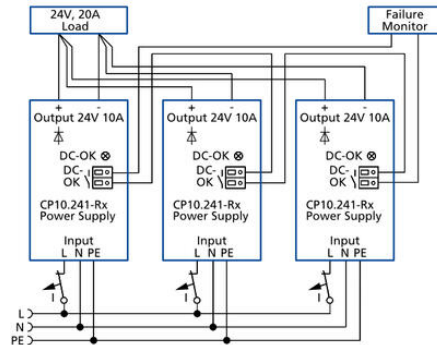 24V, 20A
Load
Failure
Monitor
+ -
Output 24V 10A
DC-OK
DC-
OK
CP10.241-Rx
Power Supply
Input
L N PE
I
+ -
Output 24V 10A
DC-OK
DC-
OK
CP10.241-Rx
Power Supply
Input
L N PE
I
+ -
Output 24V 10A
DC-OK
DC-
OK
CP10.241-Rx
Power Supply
Input
L N PE
I
L
N
PE